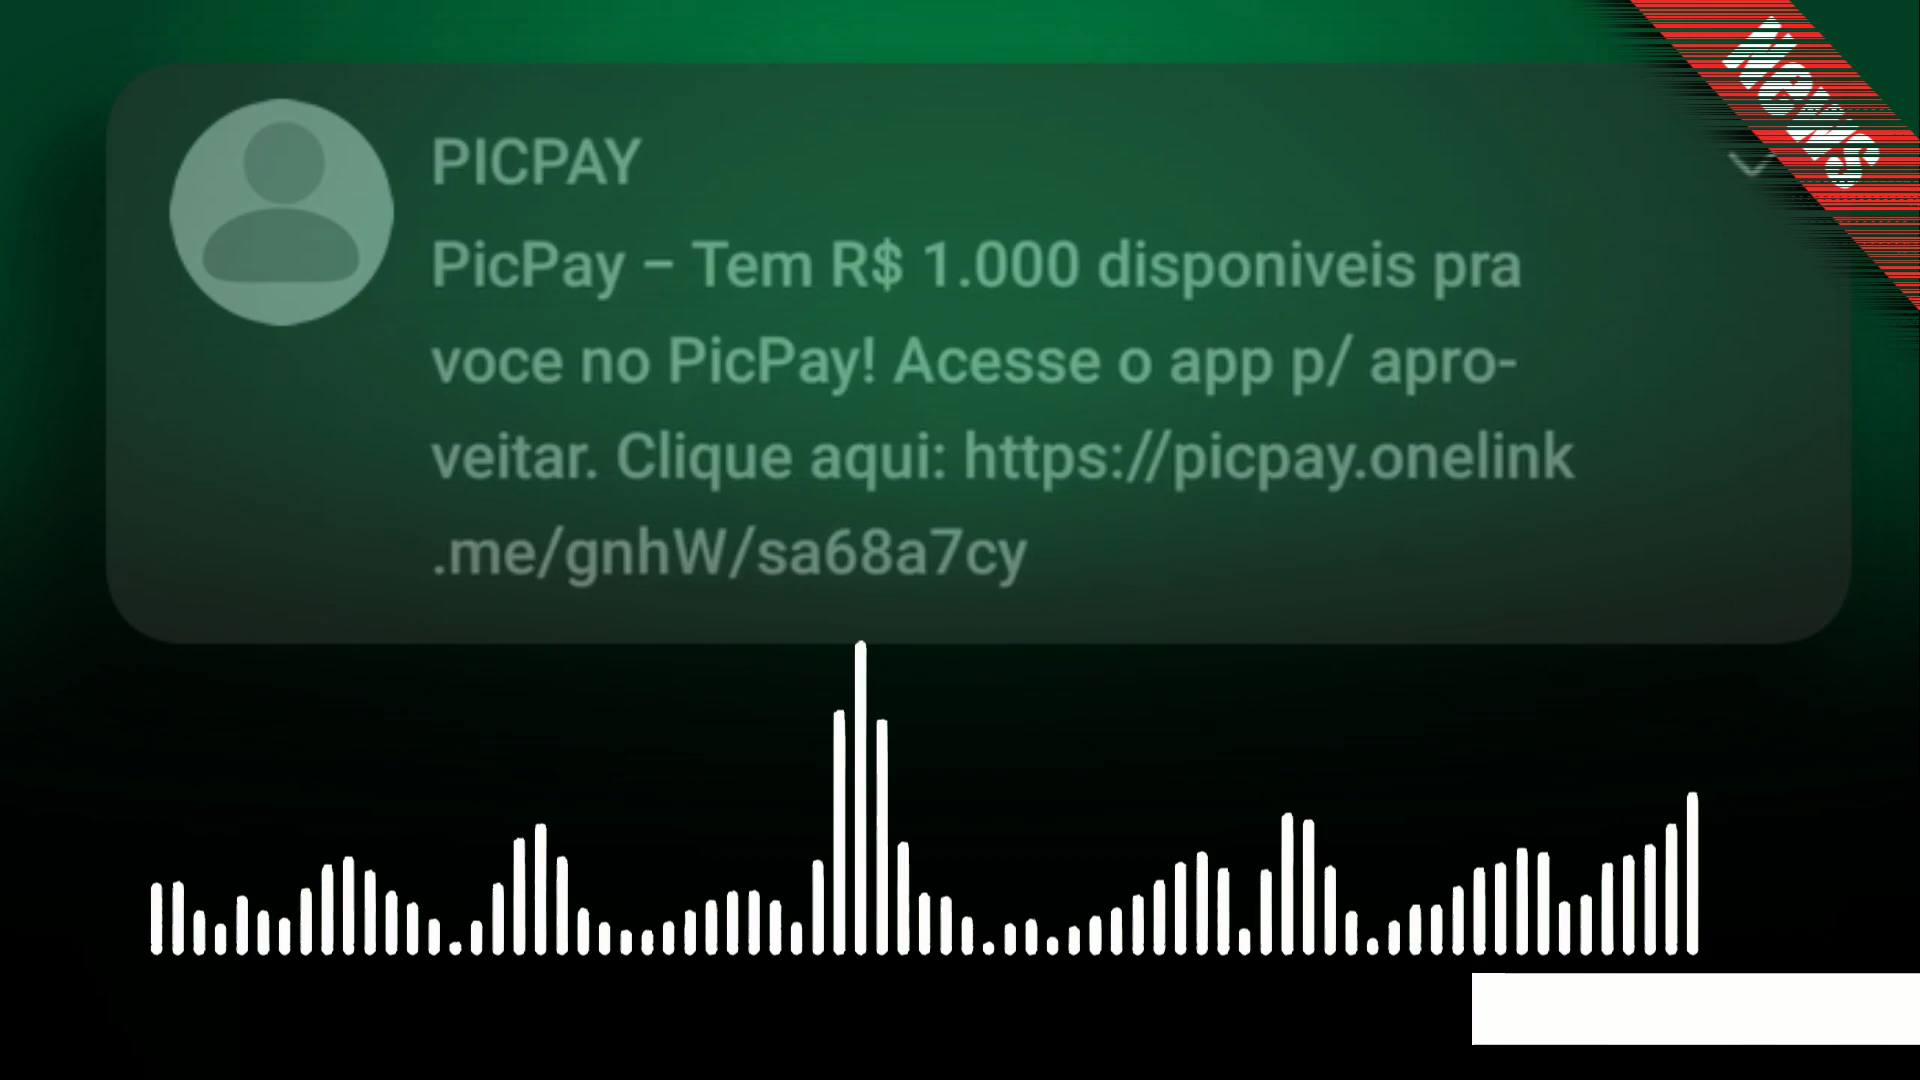 News
PICPAY
PicPay – Tem R$ 1.000 disponiveis pra
voce no PicPay! Acesse o app p/ apro-
veitar. Clique aqui: https://picpay.onelink
.me/gnhW/sa68a7cy